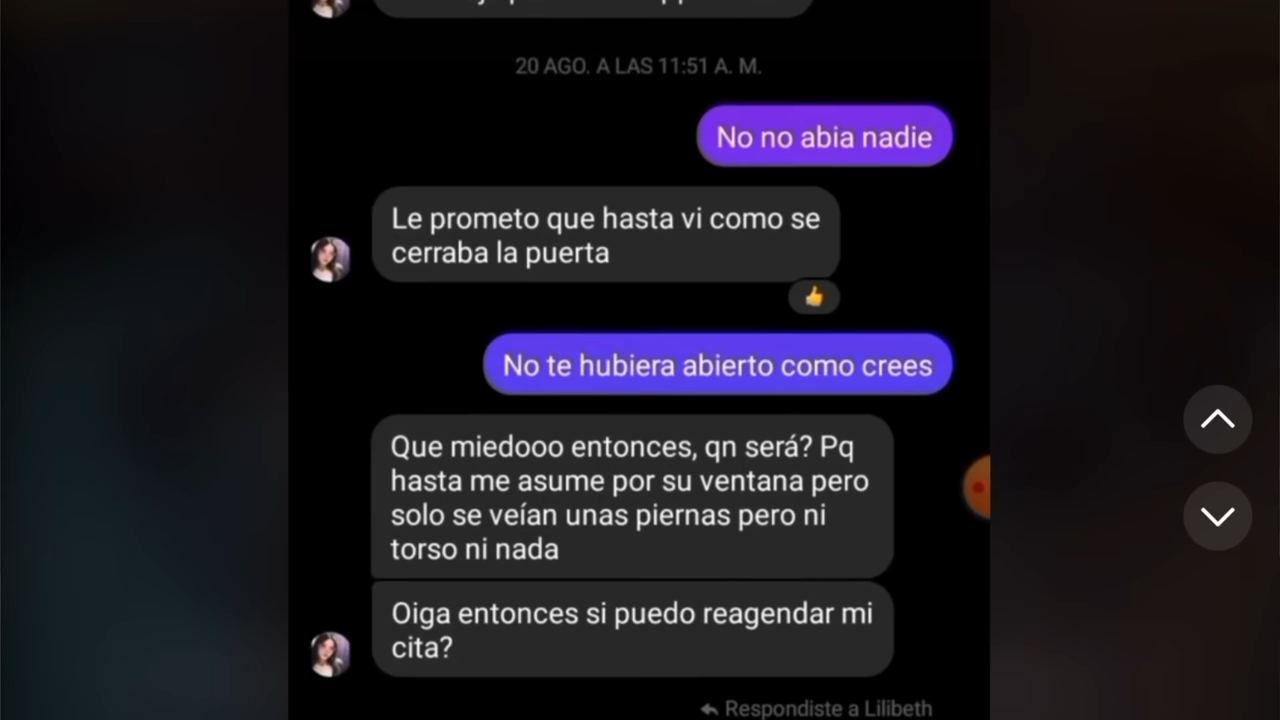 20 AGO. A LAS 11:51 A. M.
No no abia nadie
Le prometo que hasta vi como se
cerraba la puerta
No te hubiera abierto como crees
Que miedooo entonces, qn será? Pq
hasta me asume por su ventana pero
solo se veían unas piernas pero ni
torso ni nada
Oiga entonces si puedo reagendar mi
cita?
Respondiste a Lilibeth